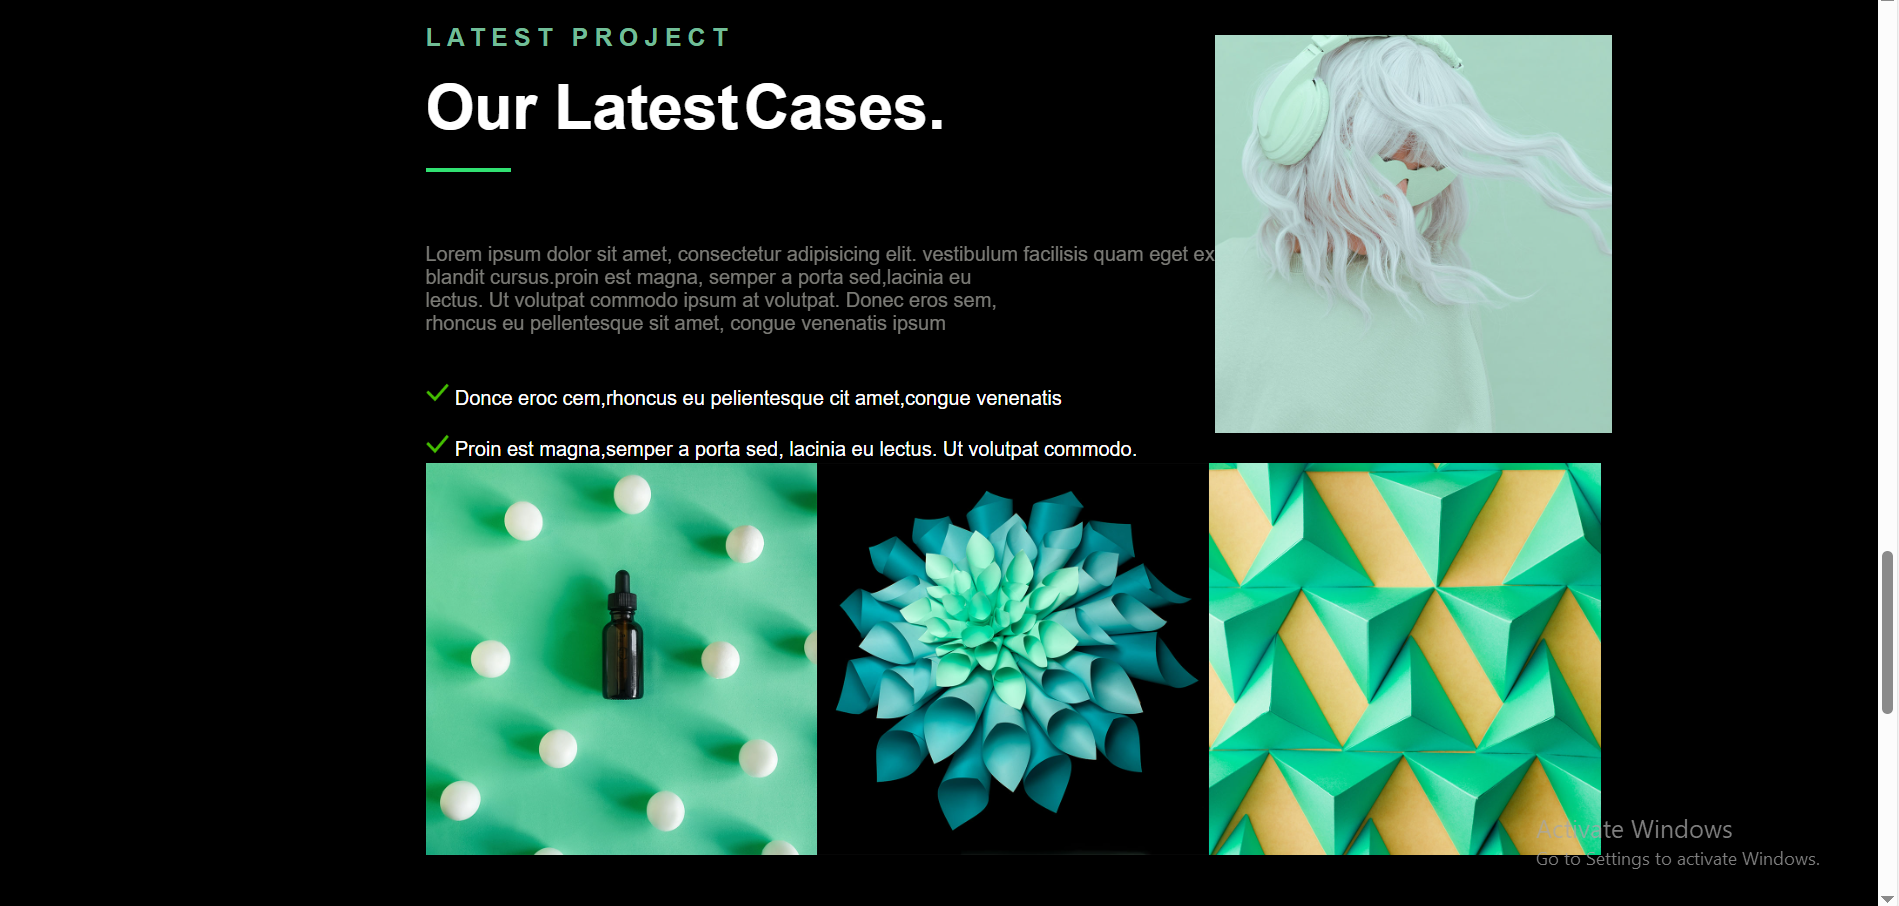 LATEST PROJECT
Our Latest Cases.
Lorem ipsum dolor sit amet, consectetur adipisicing elit. vestibulum facilisis quam eget ex
blandit cursus.proin est magna, semper a porta sed,lacinia eu
lectus. Ut volutpat commodo ipsum at volutpat. Donec eros sem,
rhoncus eu pellentesque sit amet, congue venenatis ipsum
Donce eroc cem,rhoncus eu pelientesque cit amet,congue venenatis
Proin est magna,semper a porta sed, lacinia eu lectus. Ut volutpat commodo.
Activate Windows
Go to Settings to activate Windows.